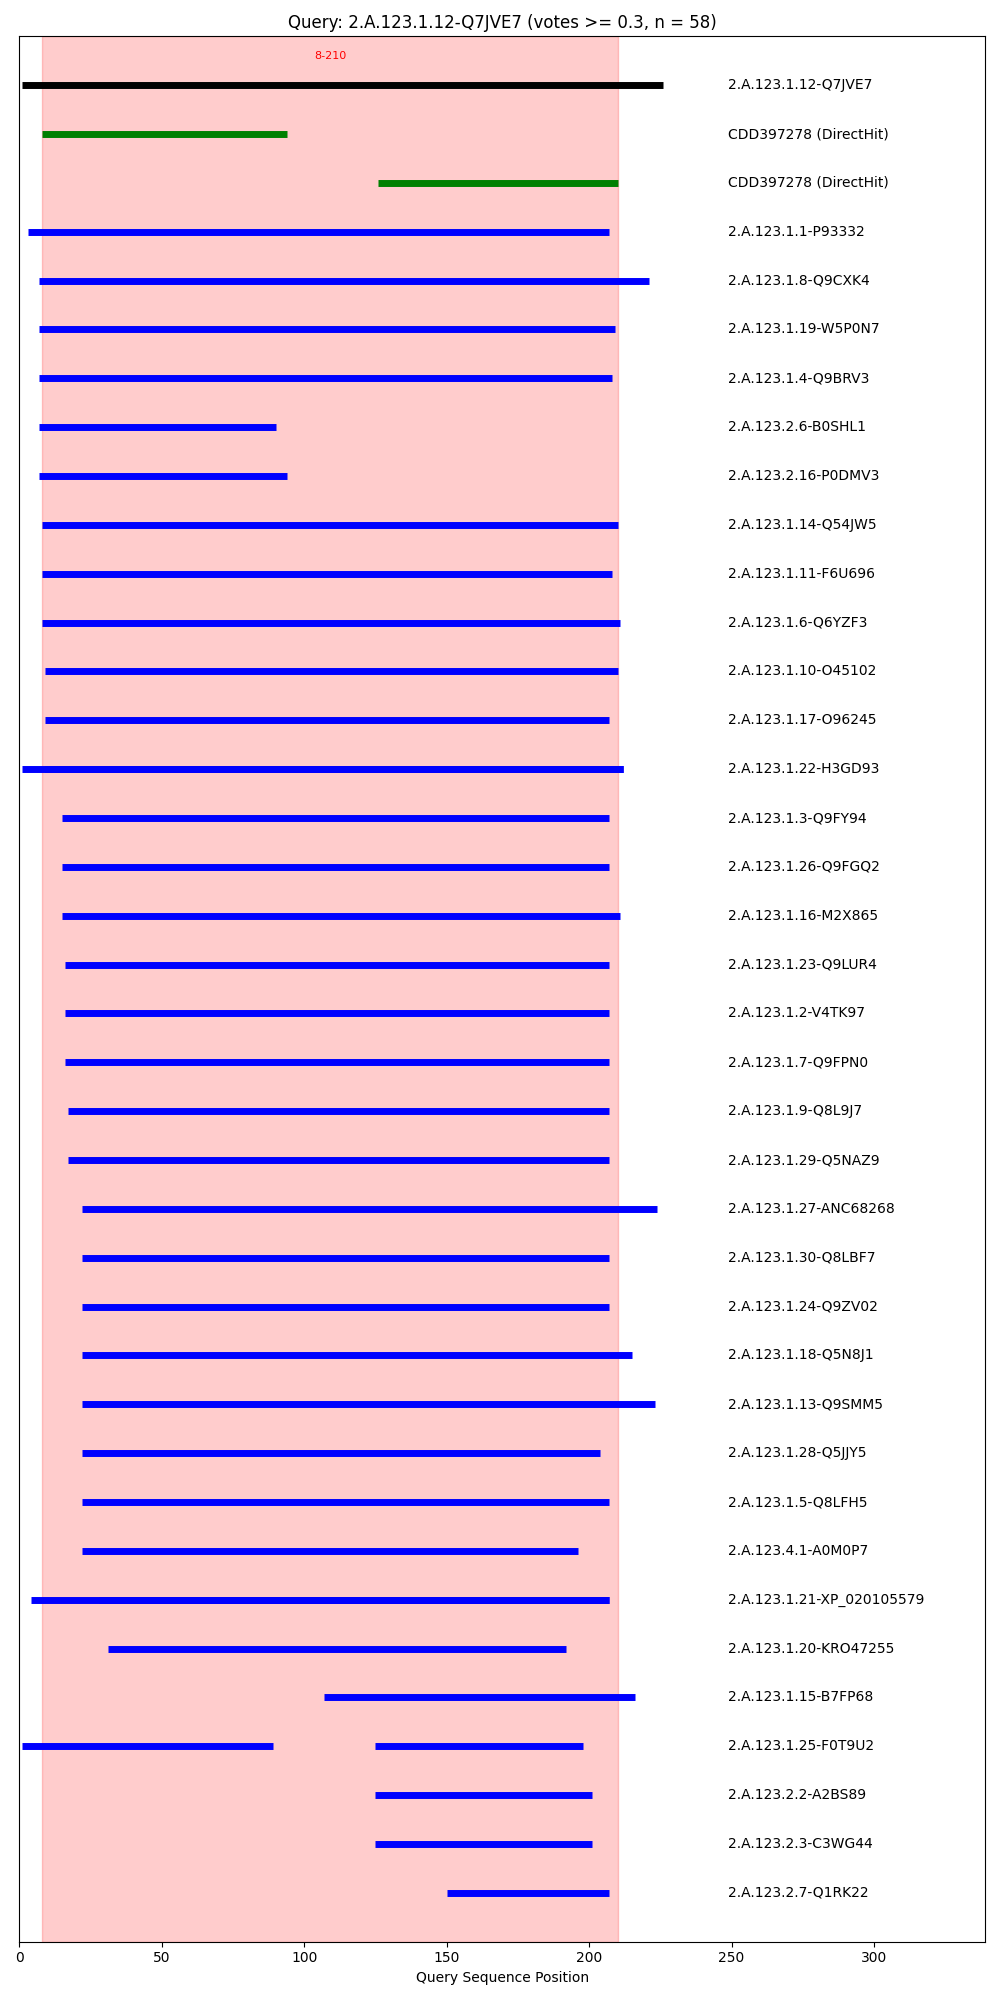 Query: 2.A.123.1.12-Q7JVE7 (votes >= 0.3, n = 58)
8-210
2.A.123.1.12-Q7JVE7
CDD397278 (DirectHit)
CDD397278 (DirectHit)
2.A.123.1.1-P93332
2.A.123.1.8-Q9CXK4
2.A.123.1.19-W5P0N7
2.A.123.1.4-Q9BRV3
2.A.123.2.6-B0SHL1
2.A.123.2.16-P0DMV3
2.A.123.1.14-Q54JW5
2.A.123.1.11-F6U696
2.A.123.1.6-Q6YZF3
2.A.123.1.10-O45102
2.A.123.1.17-O96245
2.A.123.1.22-H3GD93
2.A.123.1.3-Q9FY94
2.A.123.1.26-Q9FGQ2
2.A.123.1.16-M2X865
2.A.123.1.23-Q9LUR4
2.A.123.1.2-V4TK97
2.A.123.1.7-Q9FPN0
2.A.123.1.9-Q8L9J7
2.A.123.1.29-Q5NAZ9
2.A.123.1.27-ANC68268
2.A.123.1.30-Q8LBF7
2.A.123.1.24-Q9ZV02
2.A.123.1.18-Q5N8J1
2.A.123.1.13-Q9SMM5
2.A.123.1.28-Q5JJY5
2.A.123.1.5-Q8LFH5
2.A.123.4.1-A0M0P7
2.A.123.1.21-XP_020105579
2.A.123.1.20-KRO47255
2.A.123.1.15-B7FP68
2.A.123.1.25-F0T9U2
2.A.123.2.2-A2BS89
2.A.123.2.3-C3WG44
2.A.123.2.7-Q1RK22
0 50 100 150 200 250 300
Query Sequence Position